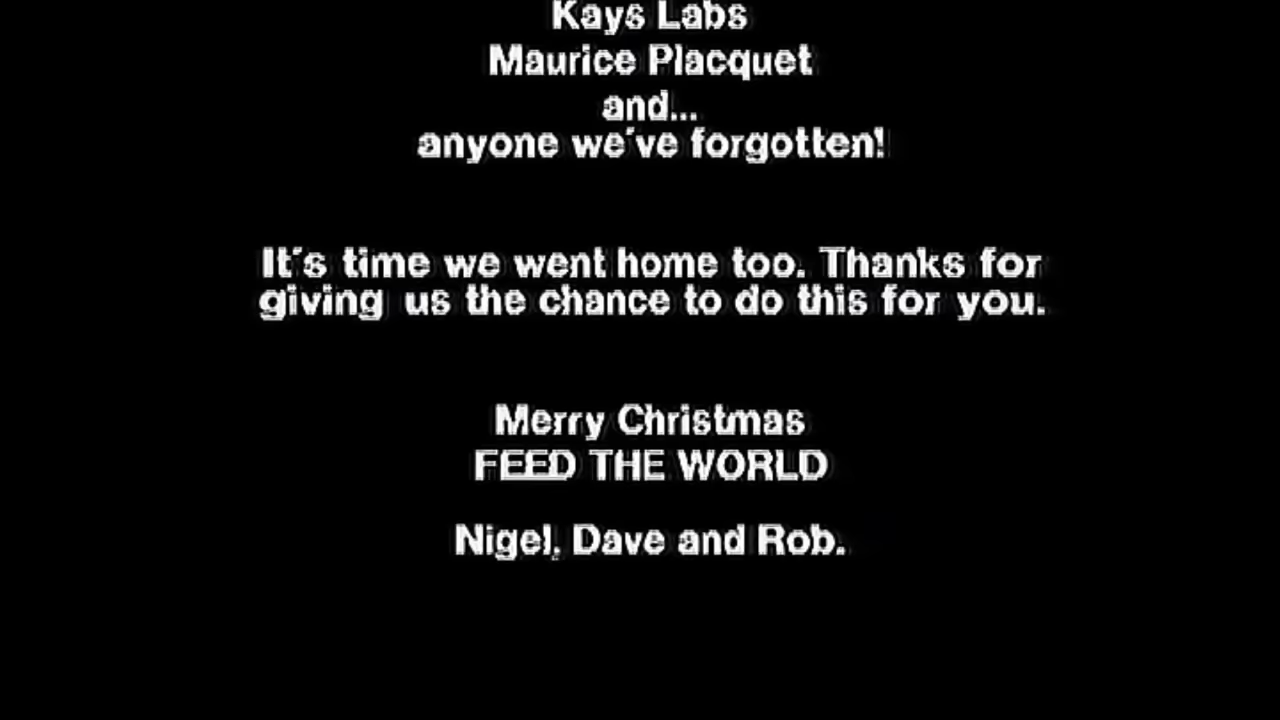 Kays Labs
Maurice Placquet
and...
anyone we've forgotten!
It's time we went home too. Thanks for
giving us the chance to do this for you.
Merry Christmas
FEED THE WORLD
Nigel, Dave and Rob.